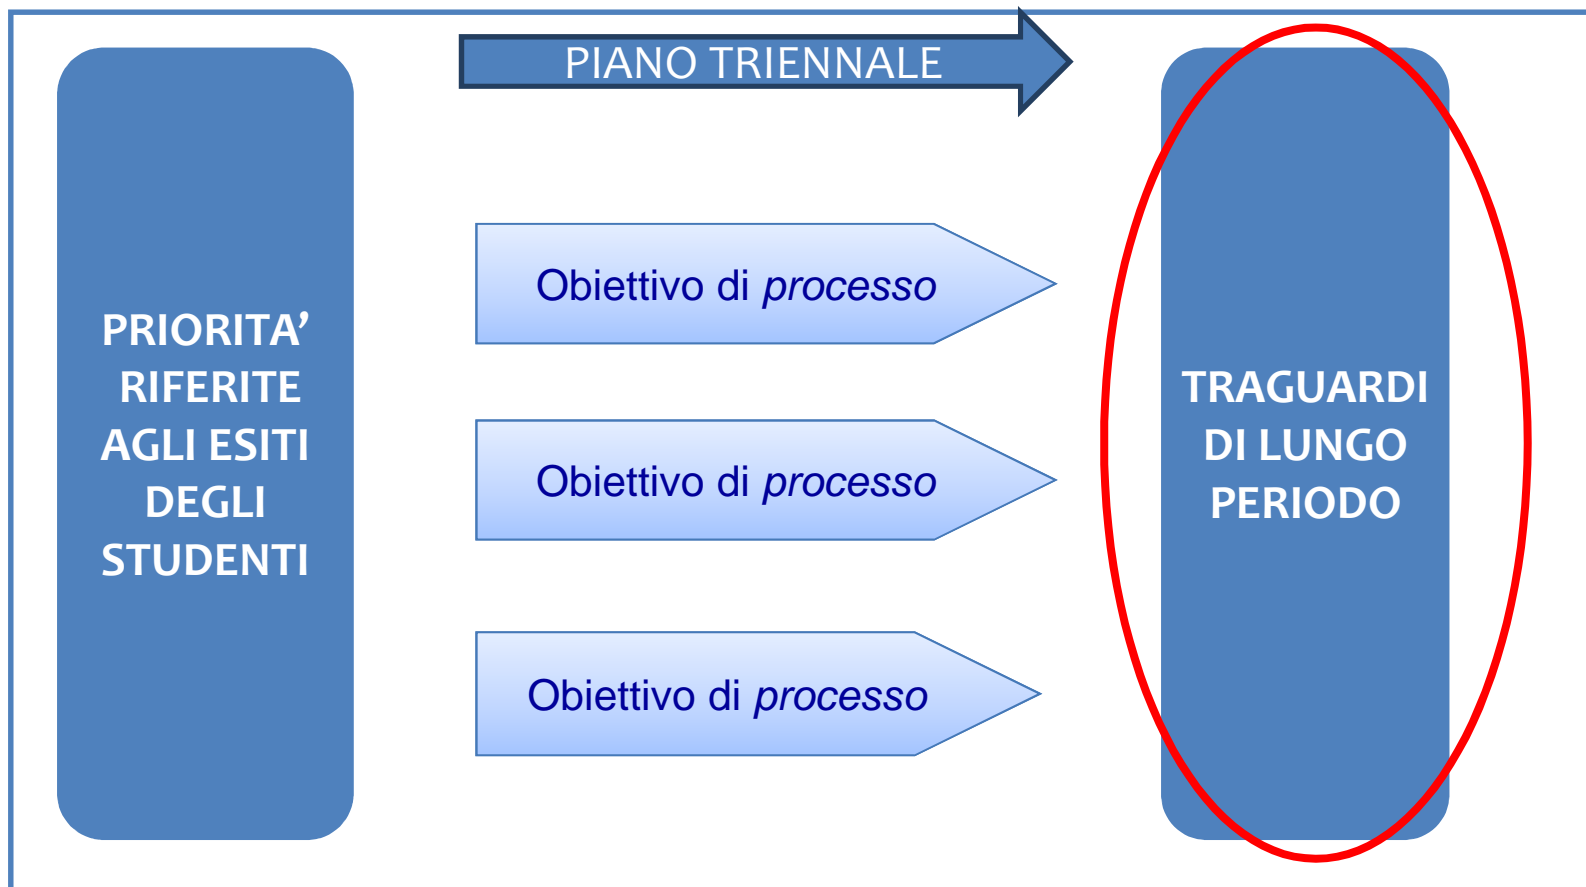 PIANO TRIENNALE
PRIORITA’
RIFERITE
AGLI ESITI
DEGLI
STUDENTI
Obiettivo di processo
Obiettivo di processo
Obiettivo di processo
TRAGUARDI
DI LUNGO
PERIODO